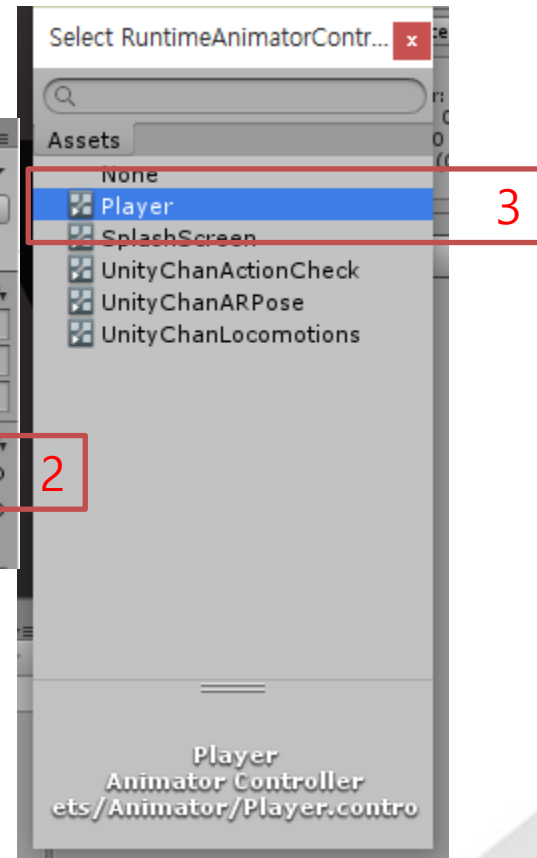 Select RuntimeAnimatorContr...
x
Assets
None
Player
3
SplashScreen
UnityChanActionCheck
UnityChanARPose
UnityChanLocomotions
2
Player
Animator Controller
ets/Animator/Player.contro